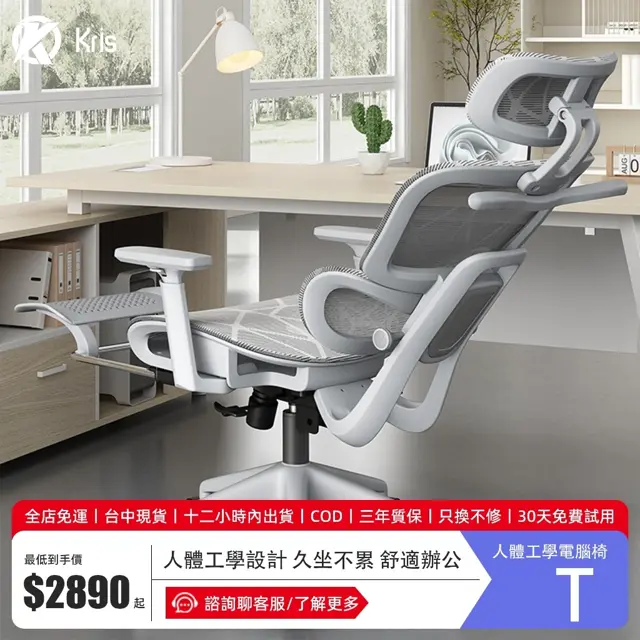 Kris
AUG
全店免運|台中現貨|十二小時內出貨|COD|三年質保|只換不修|30天免費試用
最低到手價
$2890起
人體工學設計 久坐不累 舒適辦公
諮詢聊客服/了解更多
人體工學電腦椅
T